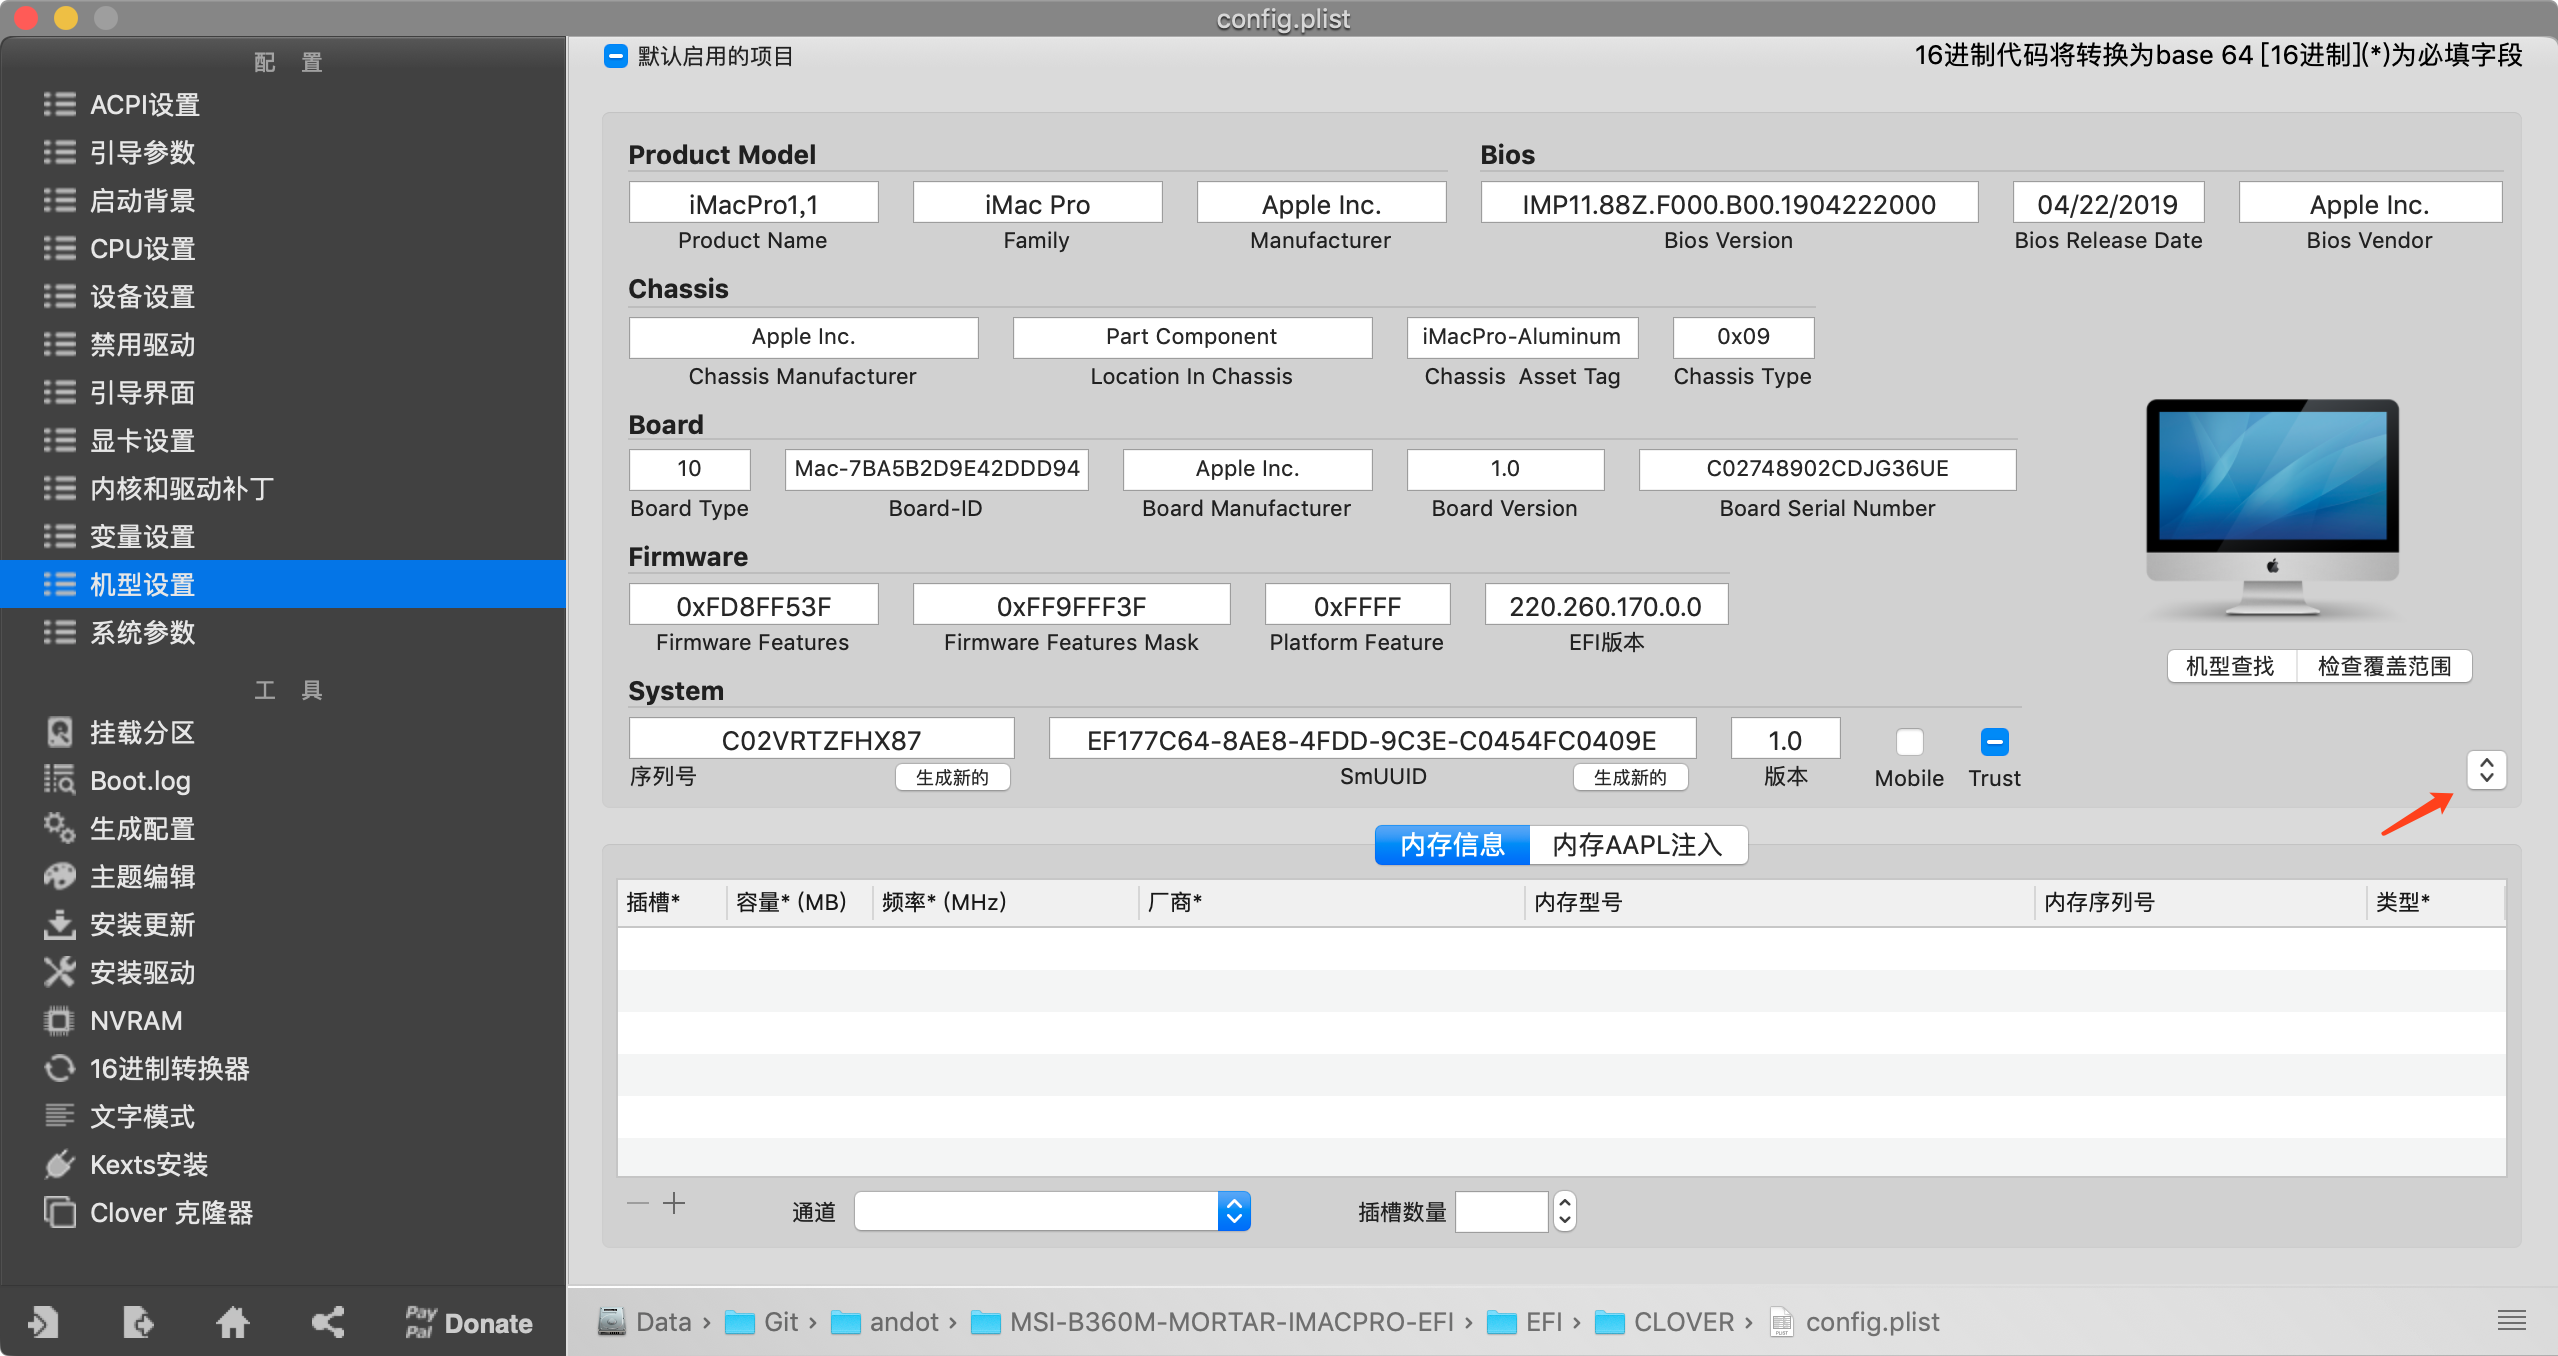 config.plist
配 置
ACPI设置
引导参数
启动背景
CPU设置
设备设置
禁用驱动
引导界面
显卡设置
内核和驱动补丁
变量设置
机型设置
系统参数
工 具
挂载分区
Boot.log
生成配置
主题编辑
安装更新
安装驱动
NVRAM
16进制转换器
文字模式
Kexts安装
Clover 克隆器
Pay Pal Donate
默认启用的项目
16进制代码将转换为base 64 [16进制](*)为必填字段
Product Model
iMacPro1,1 iMac Pro Apple Inc.
Product Name Family Manufacturer
Bios
IMP11.88Z.F000.B00.1904222000 04/22/2019 Apple Inc.
Bios Version Bios Release Date Bios Vendor
Chassis
Apple Inc. Part Component iMacPro-Aluminum 0x09
Chassis Manufacturer Location In Chassis Chassis Asset Tag Chassis Type
Board
10 Mac-7BA5B2D9E42DDD94 Apple Inc. 1.0 C02748902CDJG36UE
Board Type Board-ID Board Manufacturer Board Version Board Serial Number
Firmware
0xFD8FF53F 0xFF9FFF3F 0xFFFF 220.260.170.0.0
Firmware Features Firmware Features Mask Platform Feature EFI版本
机型查找 检查覆盖范围
System
C02VRTZFHX87 EF177C64-8AE8-4FDD-9C3E-C0454FC0409E 1.0
序列号 生成新的 SmUUID 生成新的 版本 Mobile Trust
内存信息 内存AAPL注入
插槽* 容量* (MB) 频率* (MHz) 厂商* 内存型号 内存序列号 类型*
通道 插槽数量
Data › Git › andot › MSI-B360M-MORTAR-IMACPRO-EFI › EFI › CLOVER › config.plist